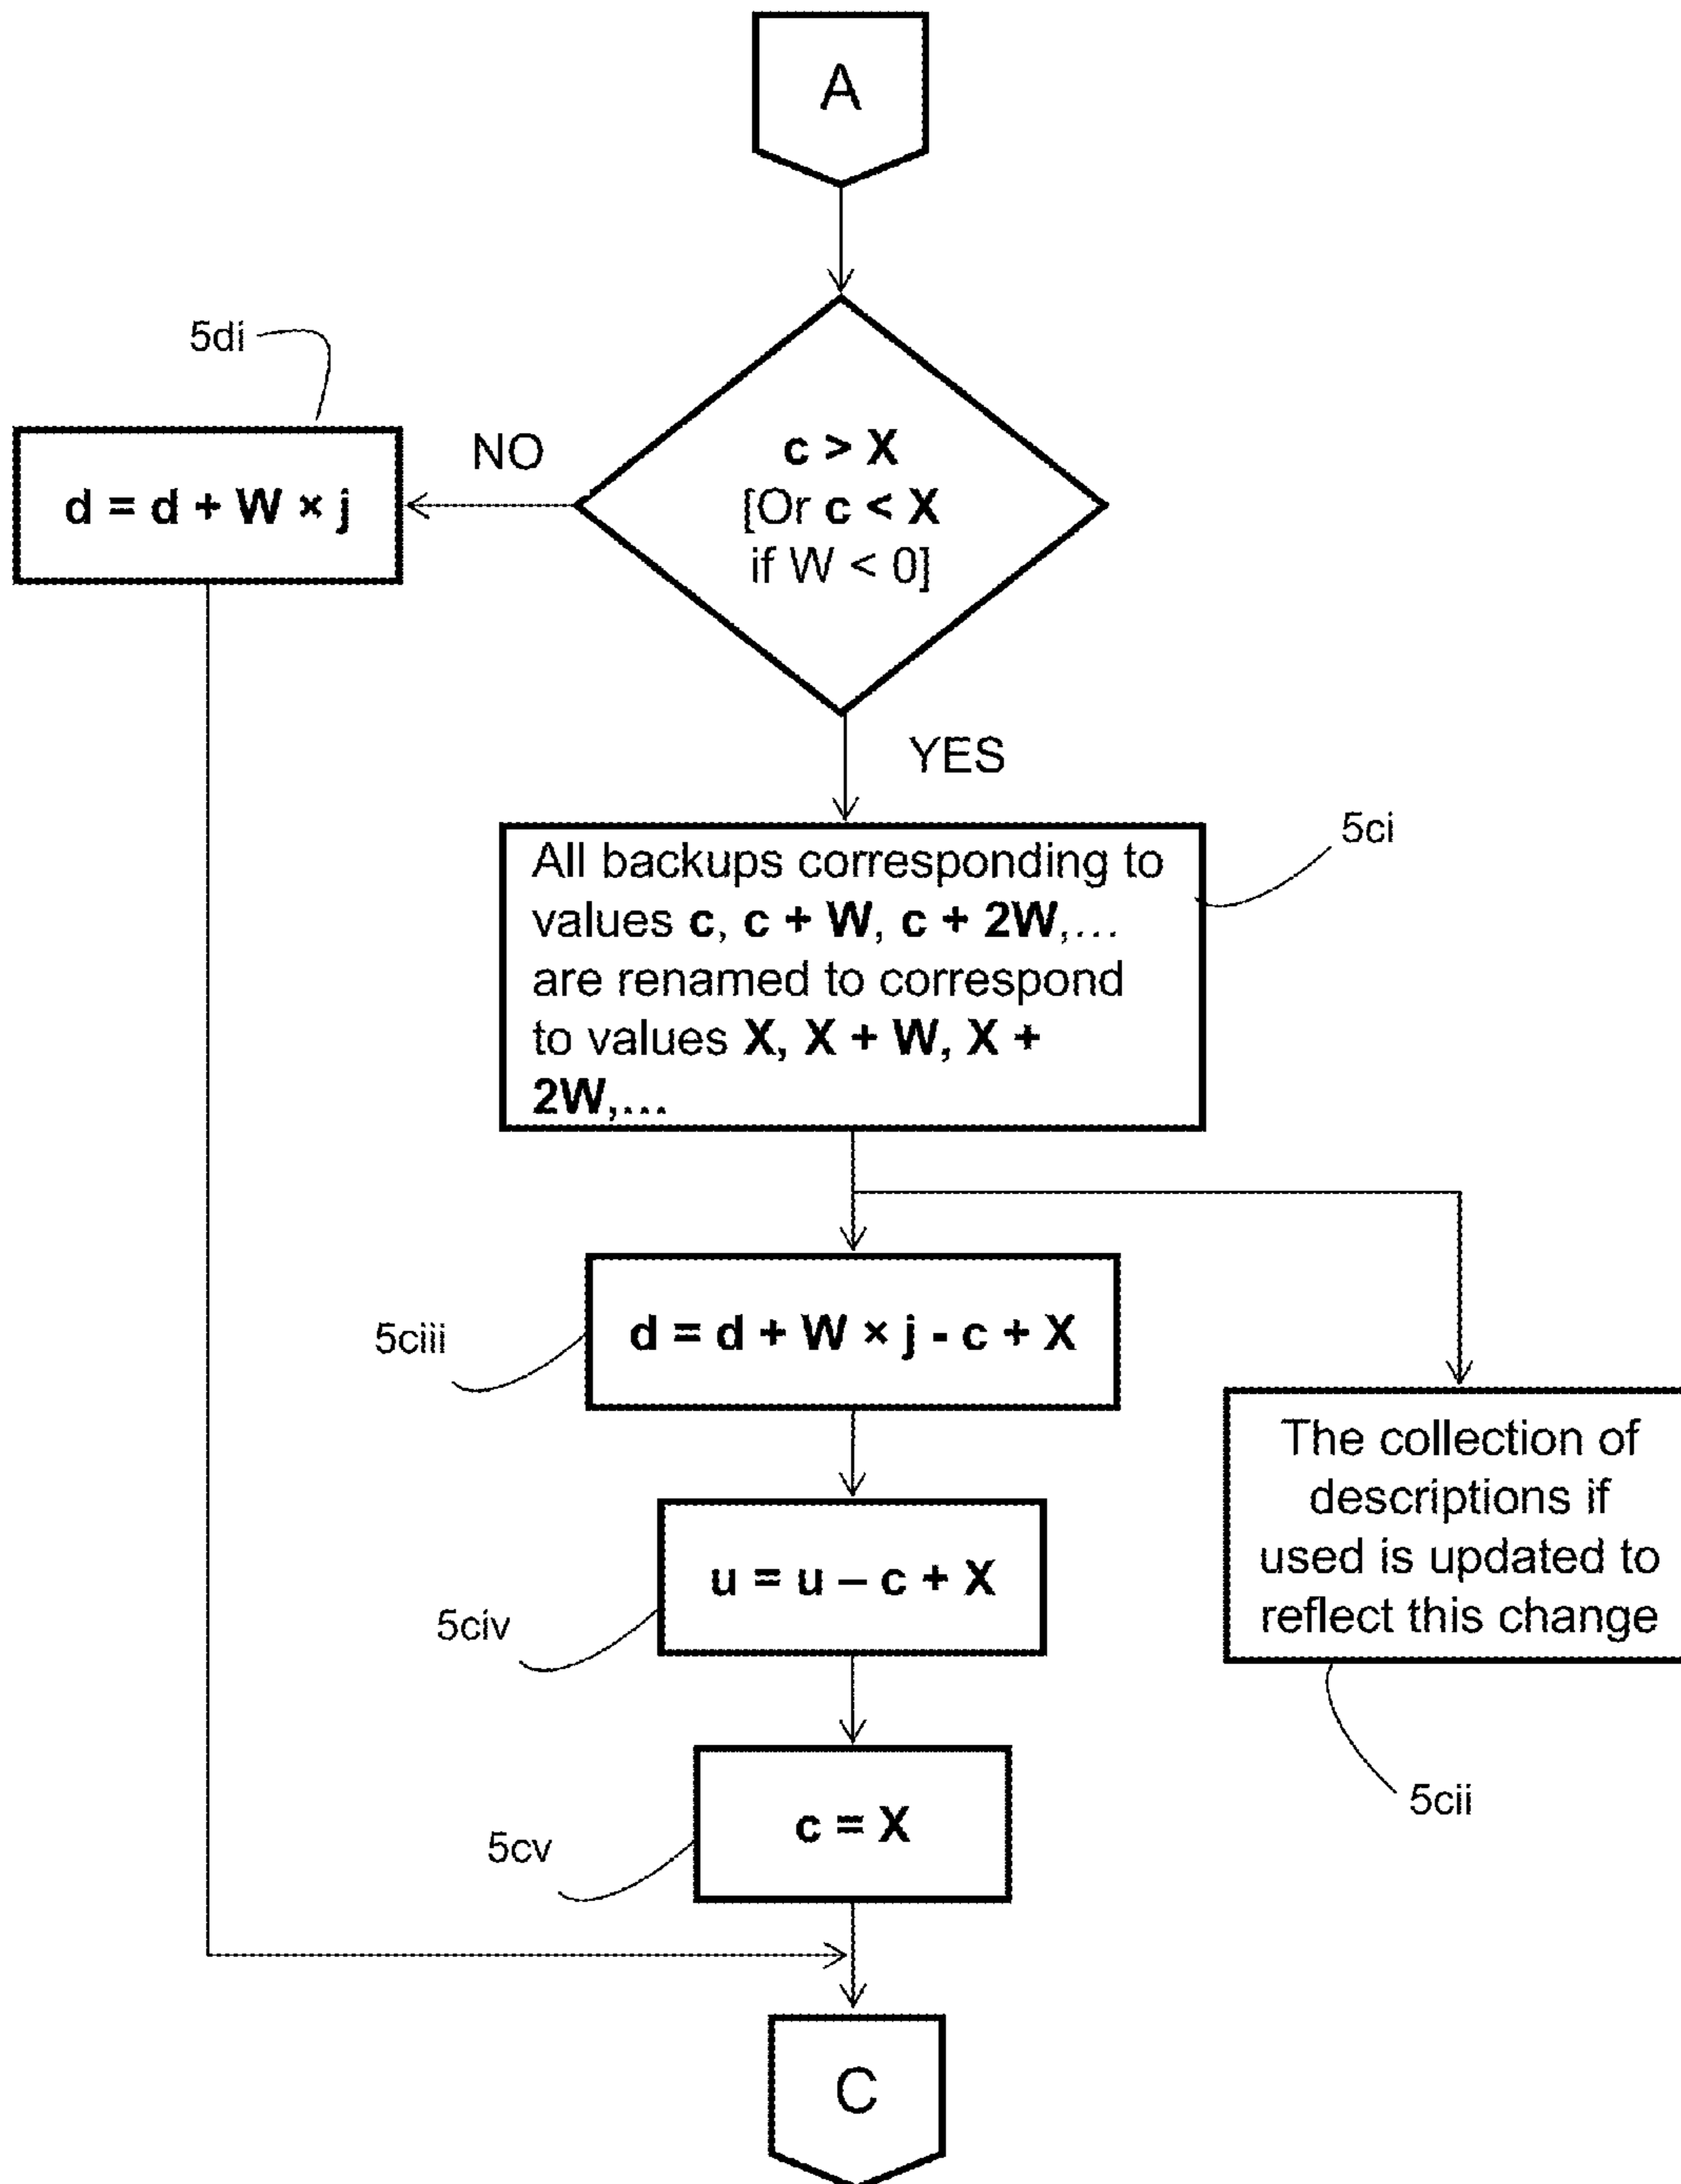 A
5di
d = d + W × j
NO
c > X
[Or c < X
if W < 0]
YES
5ci
All backups corresponding to
values c, c + W, c + 2W,...
are renamed to correspond
to values X, X + W, X +
2W,...
5ciii
d = d + W × j - c + X
The collection of
descriptions if
used is updated to
reflect this change
5civ
u = u – c + X
5cii
5cv
c = X
C